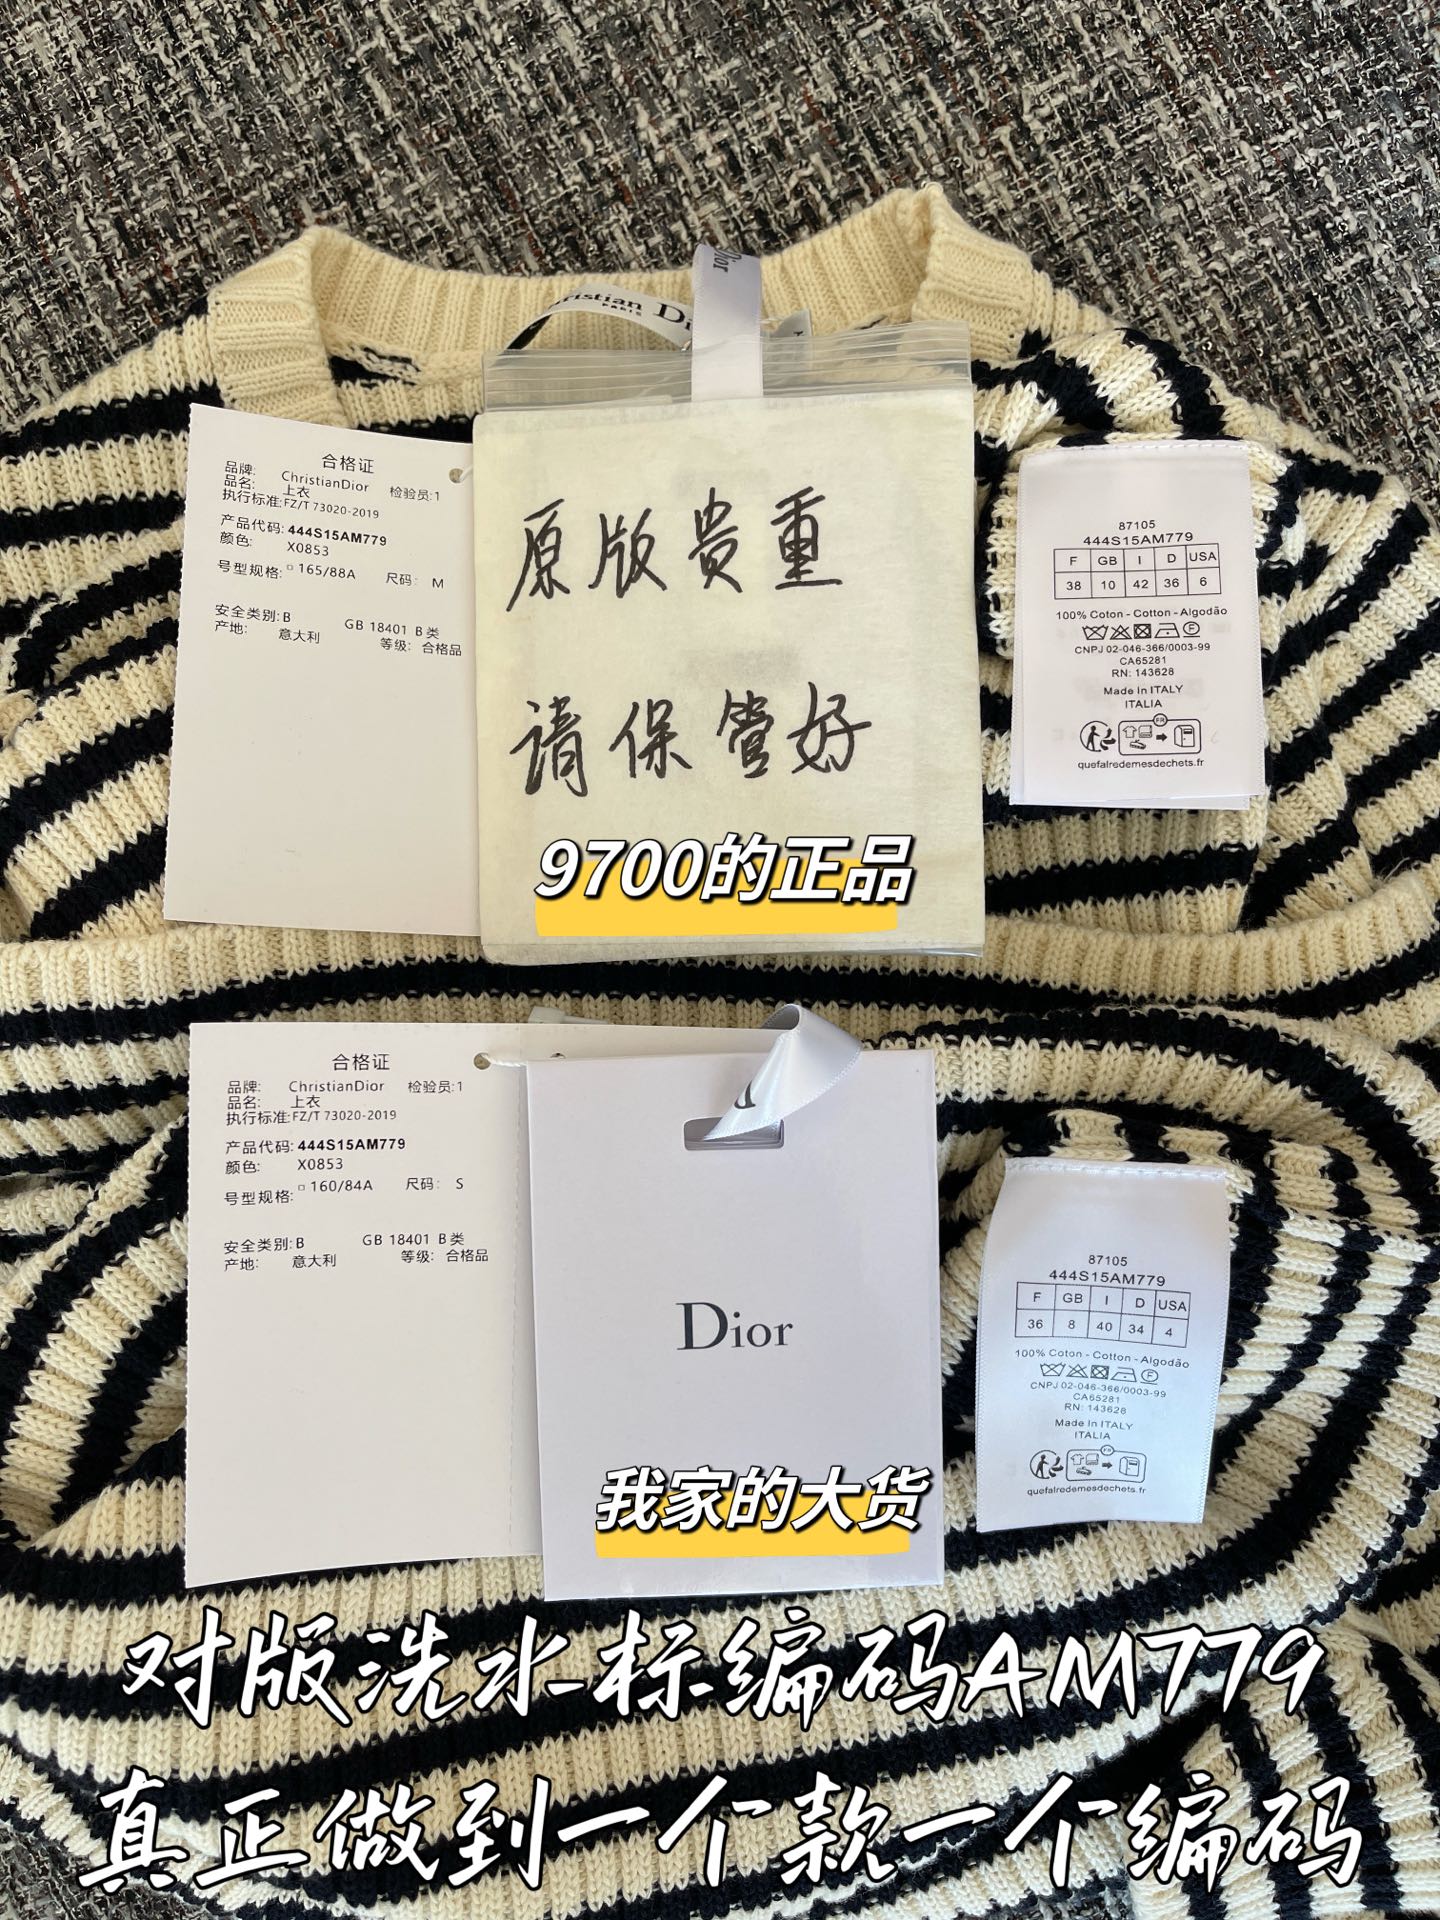 Dior
Christian Dior
PARIS
合格证
品牌: ChristianDior 检验员:1
品名: 上衣
执行标准:FZ/T 73020-2019
产品代码:444S15AM779
颜色: X0853
号型规格:□165/88A 尺码: M
安全类别:B GB 18401 B类
产地: 意大利 等级: 合格品
原版贵重
请保管好
9700的正品
87105
444S15AM779
F GB I D USA
38 10 42 36 6
100% Coton - Cotton - Algodão
CNPJ 02-046-366/0003-99
CA65281
RN: 143628
Made in ITALY
ITALIA
FR
quefairedemesdechets.fr
合格证
品牌: ChristianDior 检验员:1
品名: 上衣
执行标准:FZ/T 73020-2019
产品代码:444S15AM779
颜色: X0853
号型规格:□160/84A 尺码: S
安全类别:B GB 18401 B类
产地: 意大利 等级: 合格品
Dior
我家的大货
87105
444S15AM779
F GB I D USA
36 8 40 34 4
100% Coton - Cotton - Algodão
CNPJ 02-046-366/0003-99
CA65281
RN: 143628
Made in ITALY
ITALIA
FR
quefairedemesdechets.fr
对版洗水标编码AM779
真正做到一个款一个编码